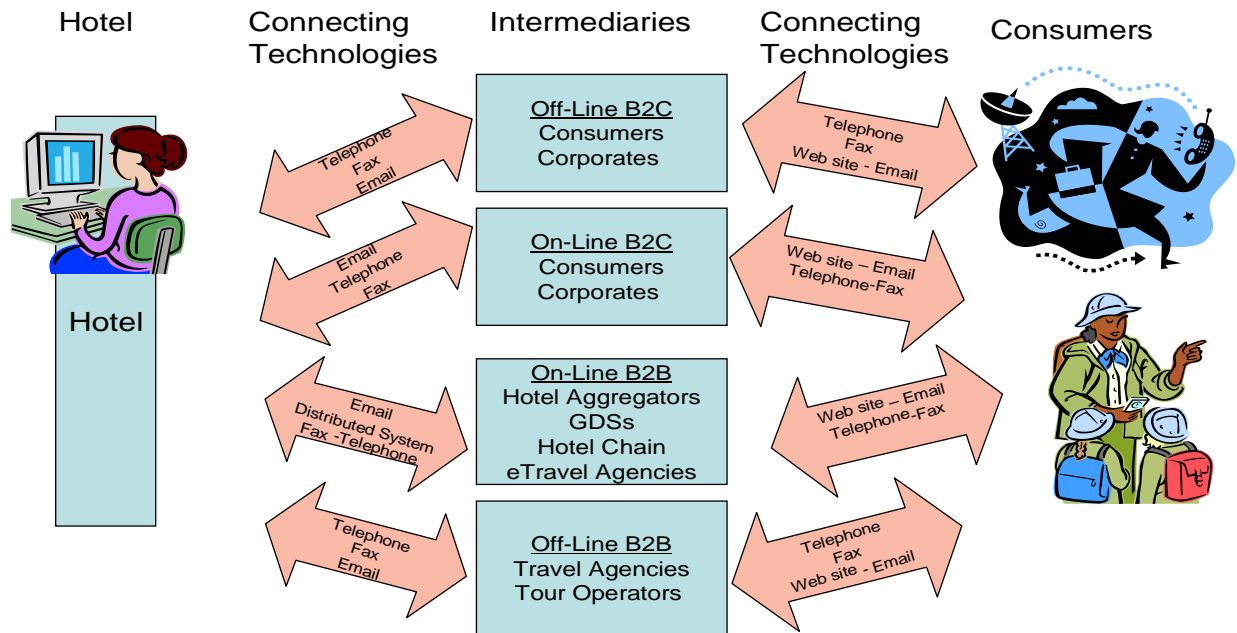 Hotel
Connecting
Technologies
Intermediaries
Connecting
Technologies
Consumers
Hotel
Telephone
Fax
Email
Off-Line B2C
Consumers
Corporates
Telephone
Fax
Web site - Email
Email
Telephone
Fax
On-Line B2C
Consumers
Corporates
Web site – Email
Telephone-Fax
Email
Distributed System
Fax -Telephone
On-Line B2B
Hotel Aggregators
GDSs
Hotel Chain
eTravel Agencies
Web site – Email
Telephone-Fax
Telephone
Fax
Email
Off-Line B2B
Travel Agencies
Tour Operators
Telephone
Fax
Web site - Email